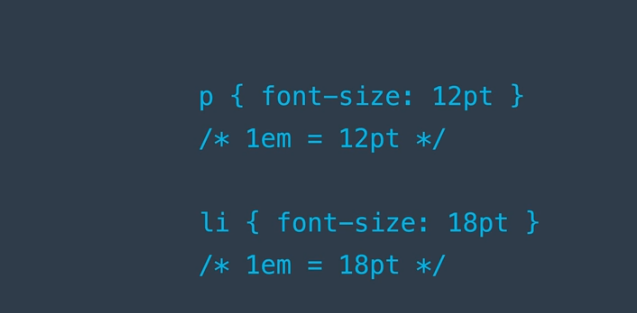 p { font-size: 12pt }
/* 1em = 12pt */
li { font-size: 18pt }
/* 1em = 18pt */